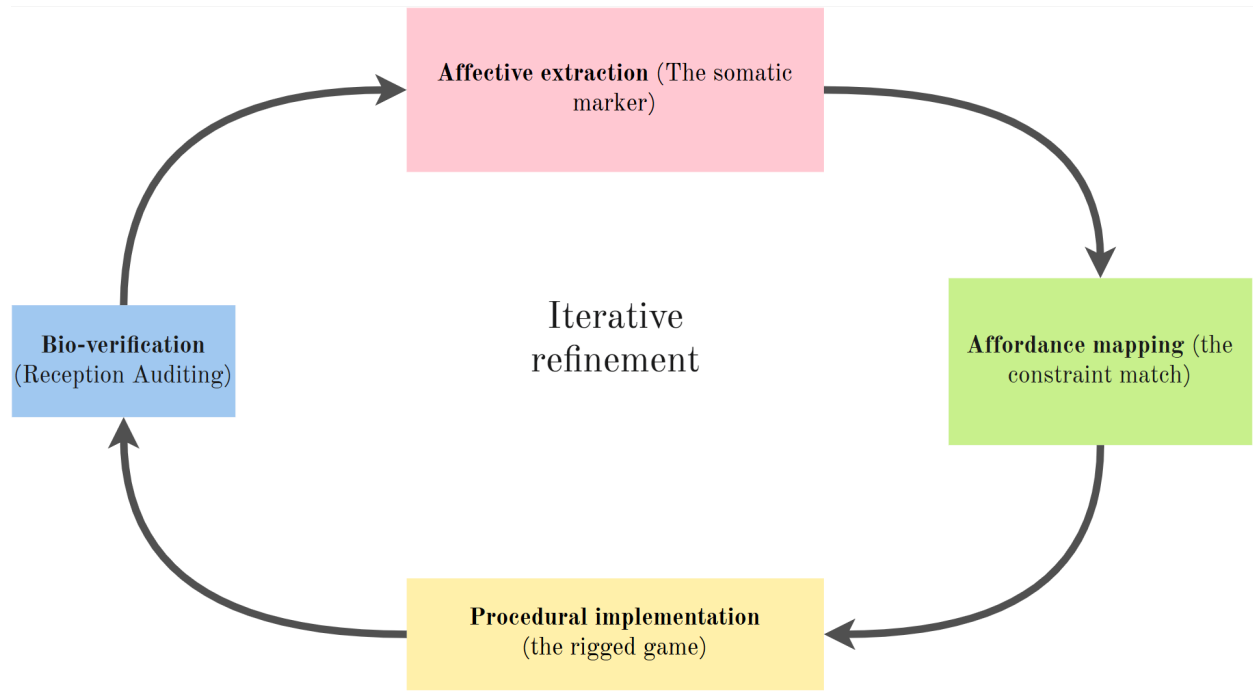 Affective extraction (The somatic
marker)
Affordance mapping (the
constraint match)
Iterative
refinement
Bio-verification
(Reception Auditing)
Procedural implementation
(the rigged game)